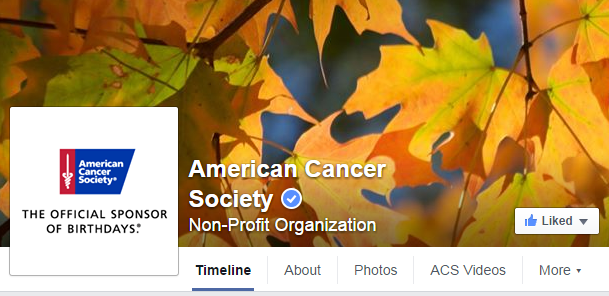 American Cancer
Society
Non-Profit Organization
American
Cancer
Society®
THE OFFICIAL SPONSOR
OF BIRTHDAYS.®
Liked
Timeline
About
Photos
ACS Videos
More